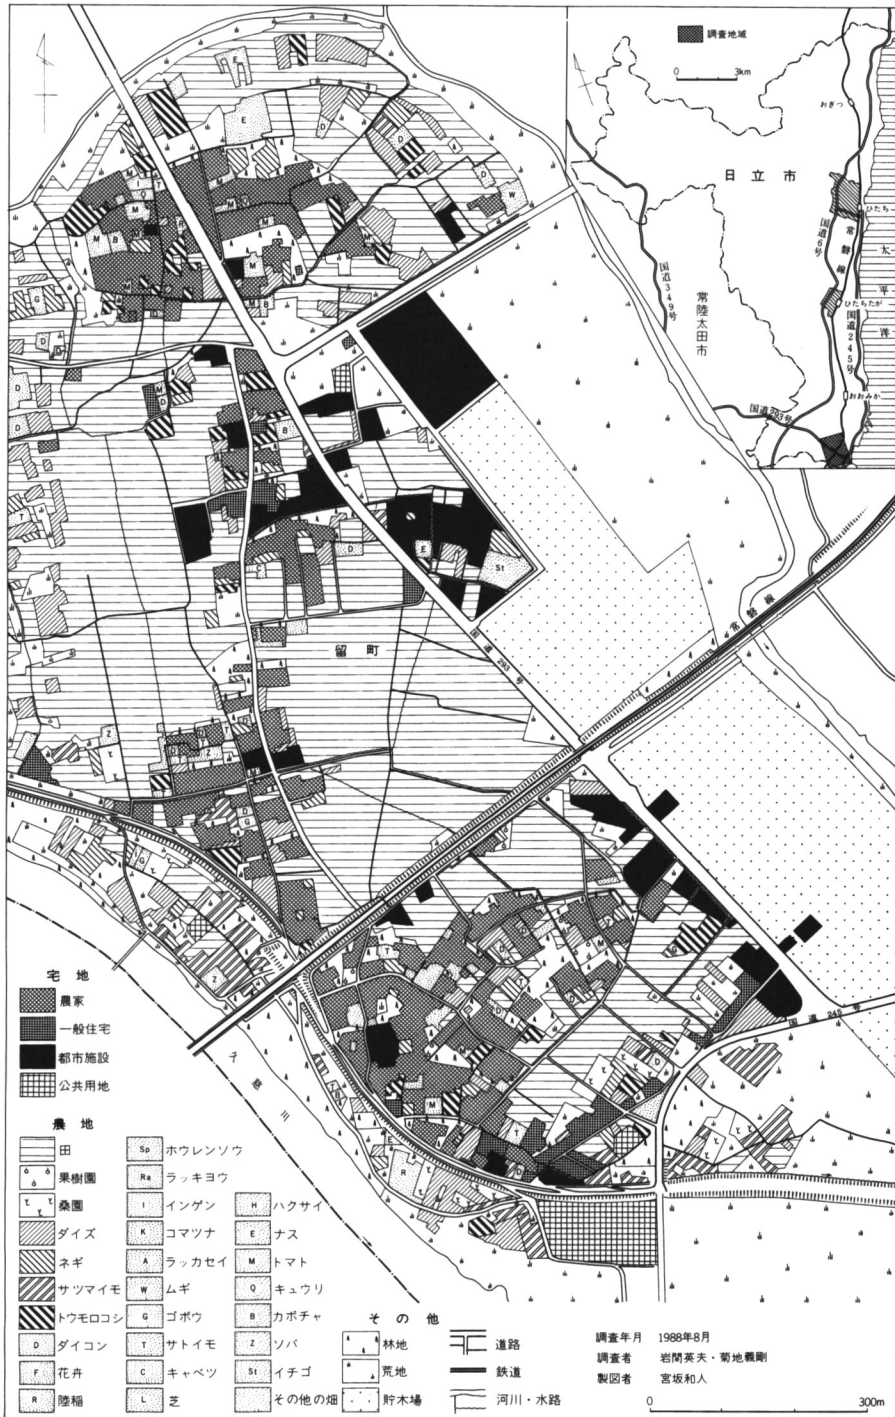 調査地域
0 3km
おぎつ
日立市
ひたち
国道6号
常磐線
太平洋
国道349号
常陸太田市
ひたちたが
国道245号
おおみか
国道293号
常磐線
国道293号
留町
国道245号
久慈川
宅地
農家
一般住宅
都市施設
公共用地
農地
田
果樹園
桑園
ダイズ
ネギ
サツマイモ
トウモロコシ
D ダイコン
F 花卉
R 陸稲
Sp ホウレンソウ
Ra ラッキョウ
I インゲン
K コマツナ
A ラッカセイ
W ムギ
G ゴボウ
T サトイモ
C キャベツ
L 芝
H ハクサイ
E ナス
M トマト
Q キュウリ
B カボチャ
Z ソバ
St イチゴ
その他の畑
その他
林地
荒地
貯木場
道路
鉄道
河川・水路
調査年月 1988年8月
調査者 岩間英夫・菊地義剛
製図者 宮坂和人
0 300m